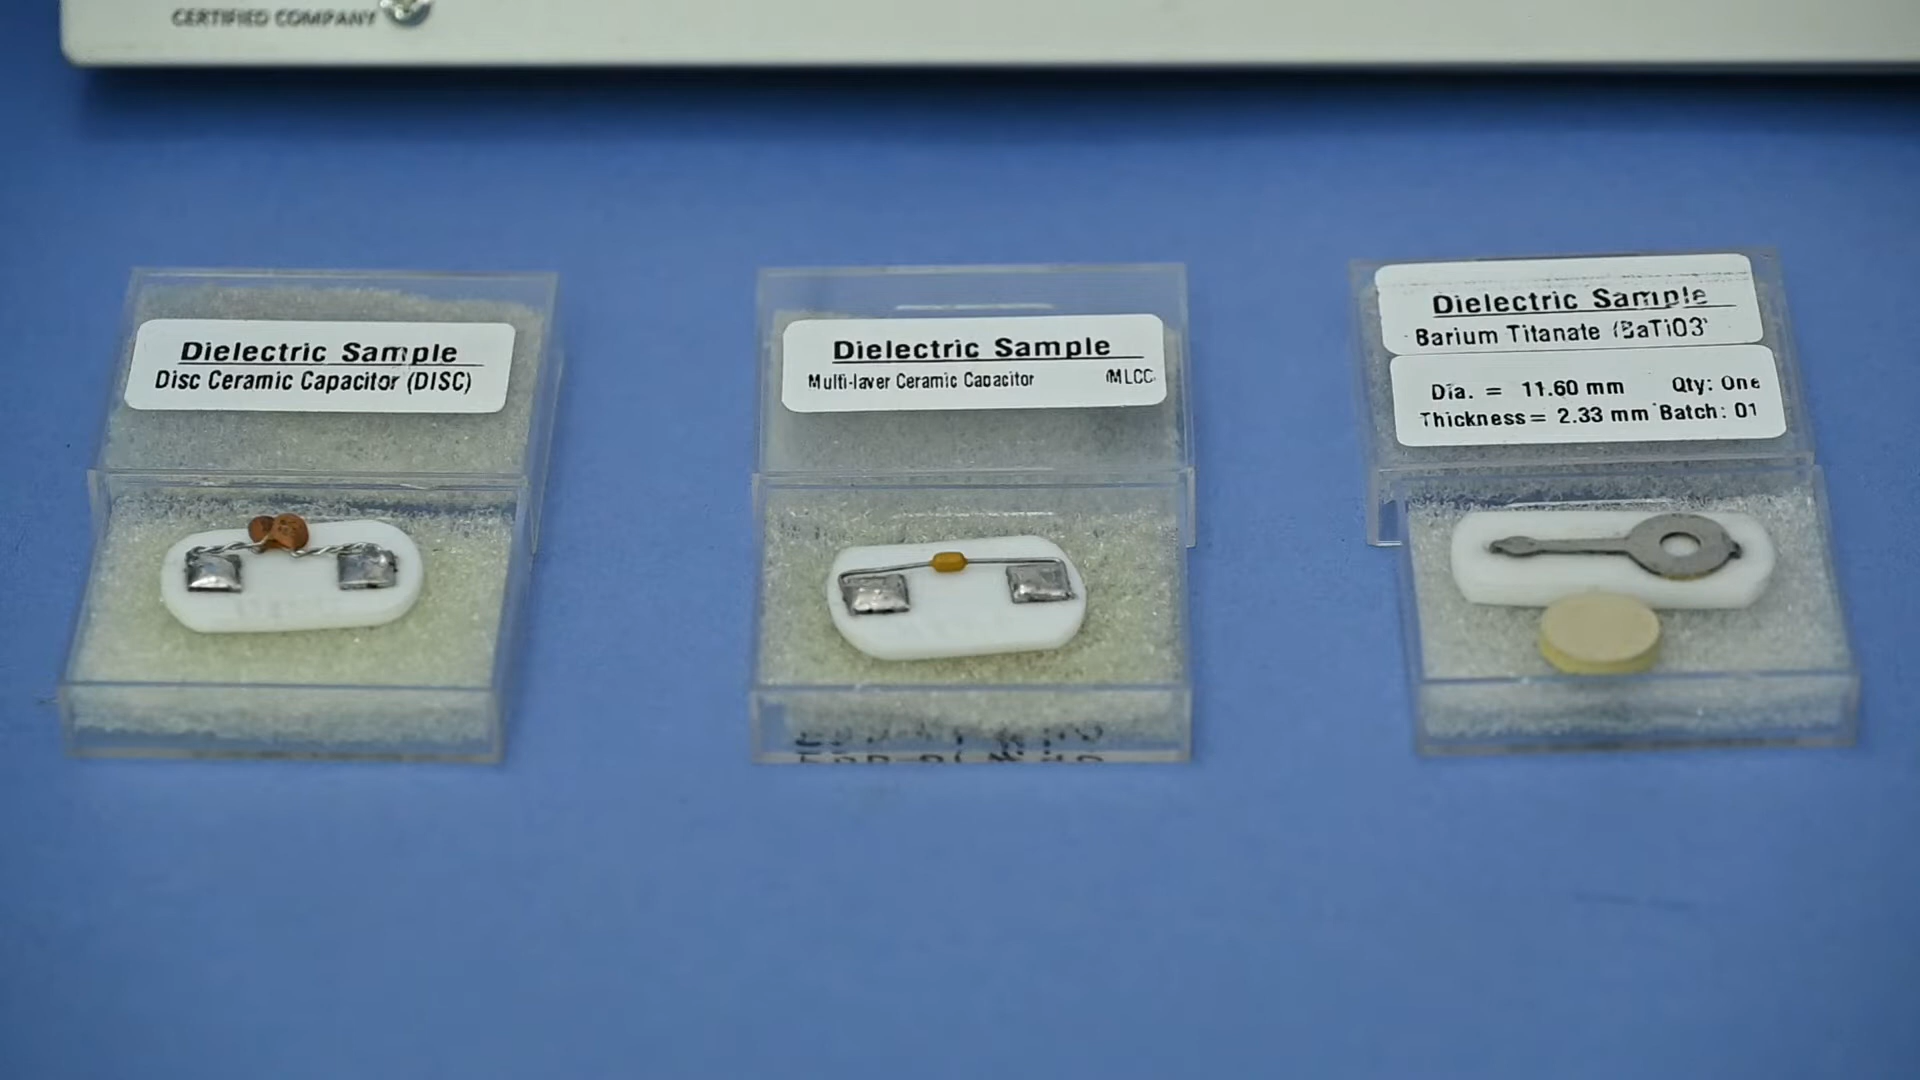 CERTIFIED COMPANY
Dielectric Sample
Disc Ceramic Capacitor (DISC)
Dielectric Sample
Multi-layer Ceramic Capacitor (MLCC
Dielectric Sample
Barium Titanate (BaTiO3
Dia. = 11.60 mm Qty: One
Thickness = 2.33 mm Batch: 01